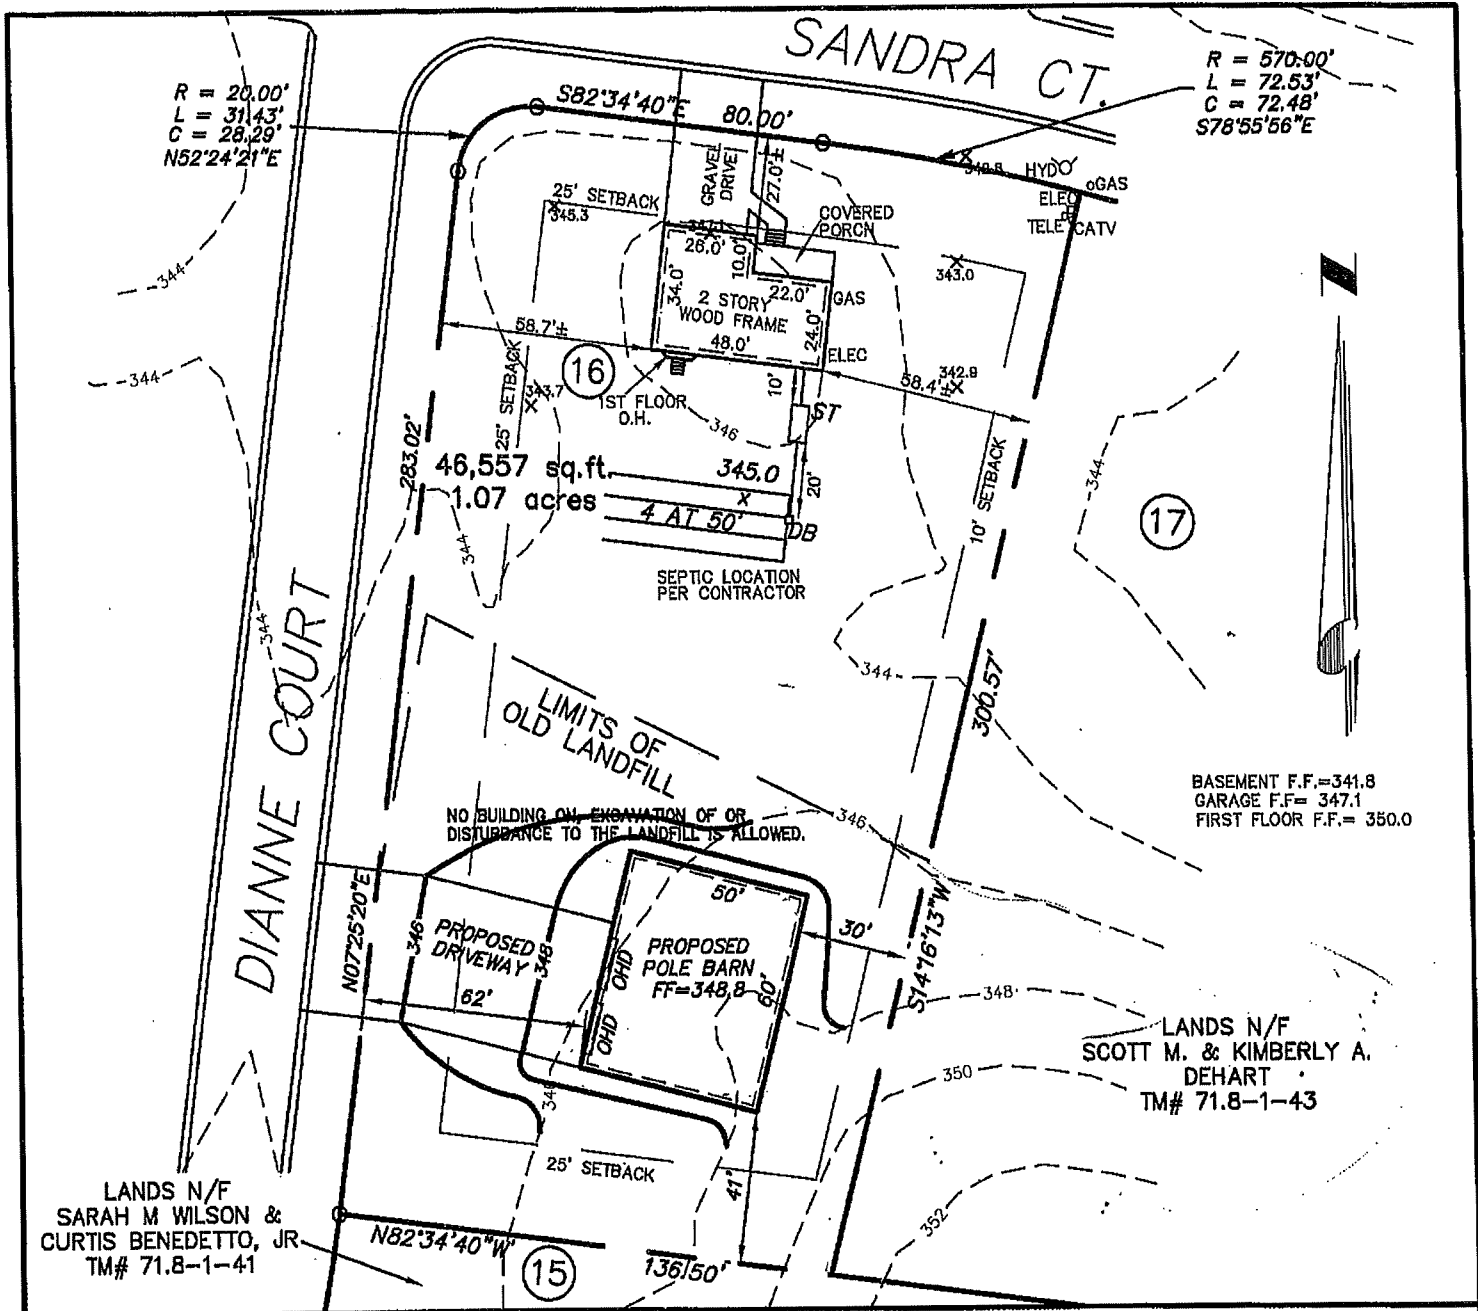 SANDRA CT.
R = 20.00'
L = 31.43'
C = 28.29'
N52°24'21"E
S82°34'40"E
80.00'
R = 570.00'
L = 72.53'
C = 72.48'
S78°55'56"E
HYD
GAS
ELEC
TELE
CATV
GRAVEL
DRIVE
27.0'±
25' SETBACK
345.3
COVERED
PORCH
26.0'
10.0'
343.0
34.0'
22.0'
GAS
2 STORY
WOOD FRAME
24.0'
48.0'
ELEC
58.7'±
16
342.9
58.4'±
10'
343.7
1ST FLOOR
O.H.
25' SETBACK
346
ST
283.02'
46,557 sq.ft.
1.07 acres
345.0
20'
4 AT 50'
DB
10' SETBACK
17
SEPTIC LOCATION
PER CONTRACTOR
344
344
344
344
344
344
DIANNE COURT
LIMITS OF
OLD LANDFILL
300.57'
BASEMENT F.F.=341.8
GARAGE F.F= 347.1
FIRST FLOOR F.F.= 350.0
NO BUILDING ON, EXCAVATION OF OR
DISTURBANCE TO THE LANDFILL IS ALLOWED.
346
N07°25'20"E
346
PROPOSED
DRIVEWAY
348
50'
PROPOSED
POLE BARN
FF=348.8
60'
OHD
OHD
30'
S14°16'13"W
62'
348
350
LANDS N/F
SCOTT M. & KIMBERLY A.
DEHART
TM# 71.8-1-43
25' SETBACK
41'
352
LANDS N/F
SARAH M WILSON &
CURTIS BENEDETTO, JR
TM# 71.8-1-41
N82°34'40"W
136.50'
15